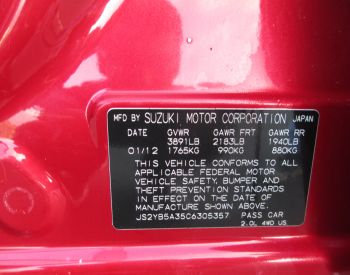 MFD BY SUZUKI MOTOR CORPORATION JAPAN
DATE GVWR GAWR FRT GAWR RR
3891LB 2183LB 1940LB
01/12 1765KG 990KG 880KG
THIS VEHICLE CONFORMS TO ALL
APPLICABLE FEDERAL MOTOR
VEHICLE SAFETY, BUMPER AND
THEFT PREVENTION STANDARDS
IN EFFECT ON THE DATE OF
MANUFACTURE SHOWN ABOVE.
JS2YB5A35C6305357 PASS CAR
2.0L 4WD US